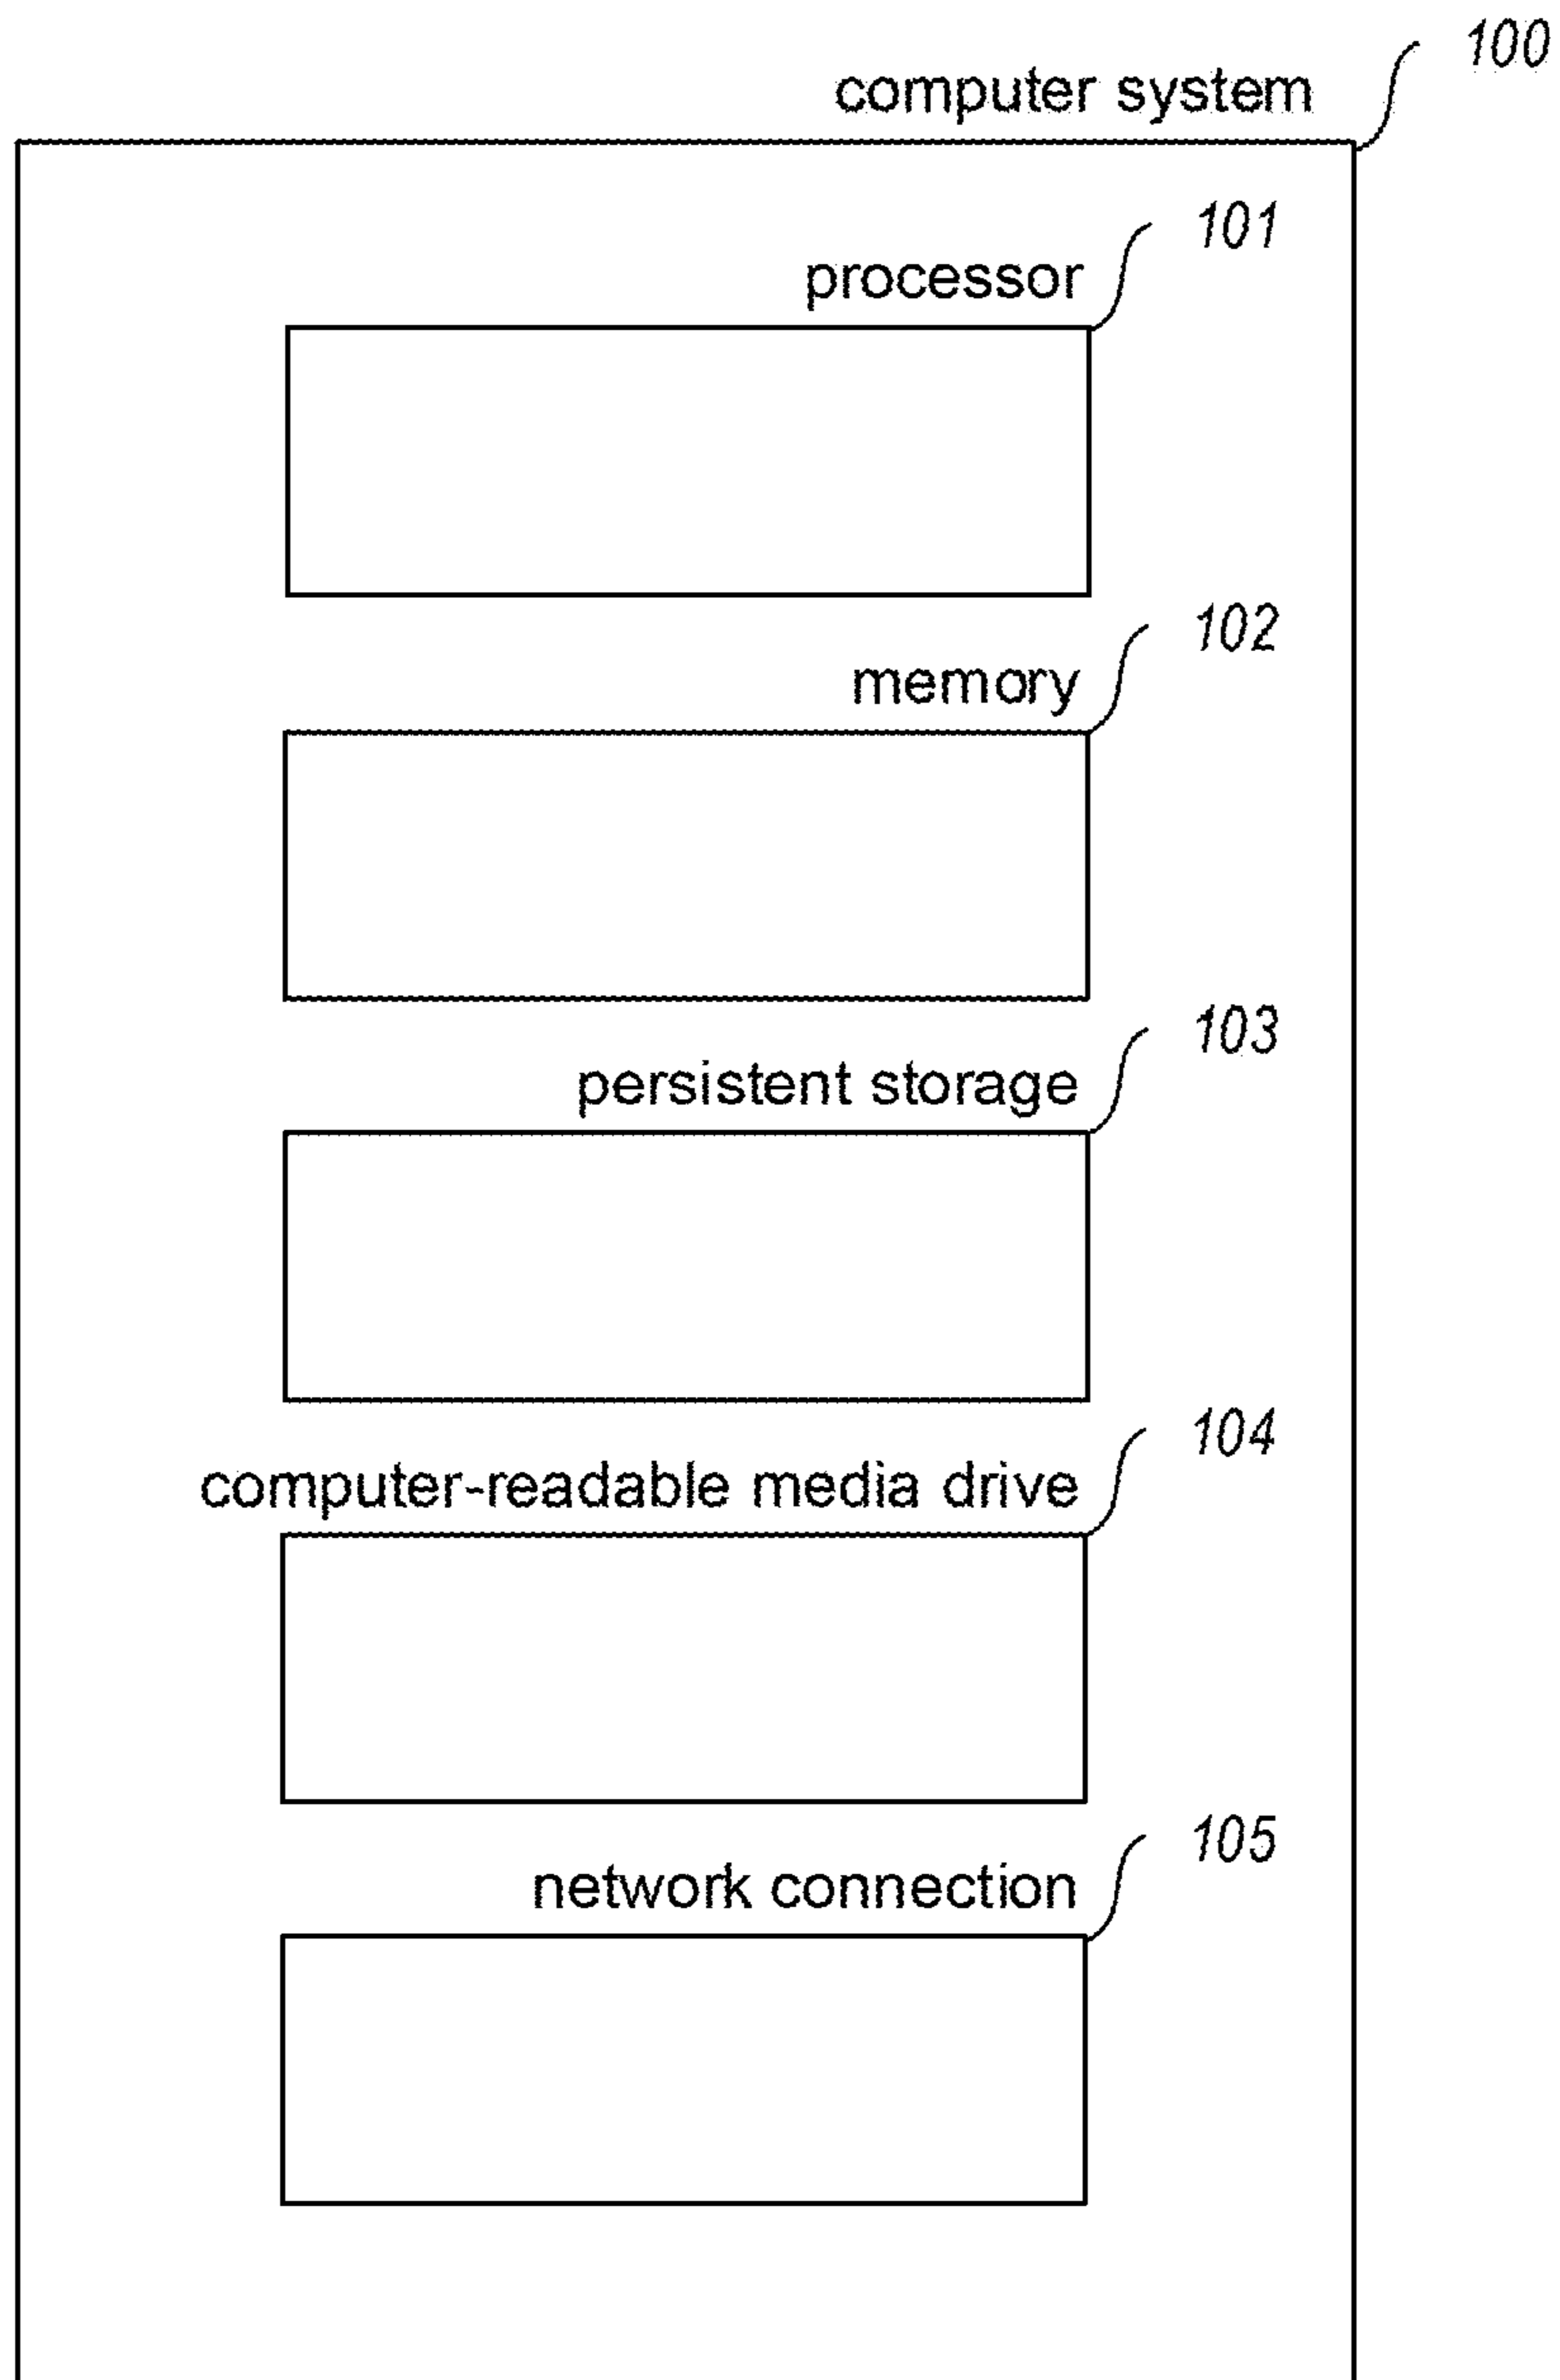 100
computer system
101
processor
102
memory
103
persistent storage
104
computer-readable media drive
105
network connection